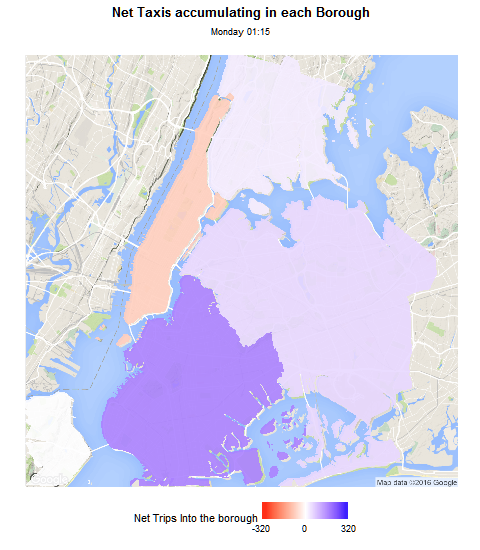 Net Taxis accumulating in each Borough
Monday 01:15
Map data ©2016 Google
Net Trips Into the borough
-320 0 320